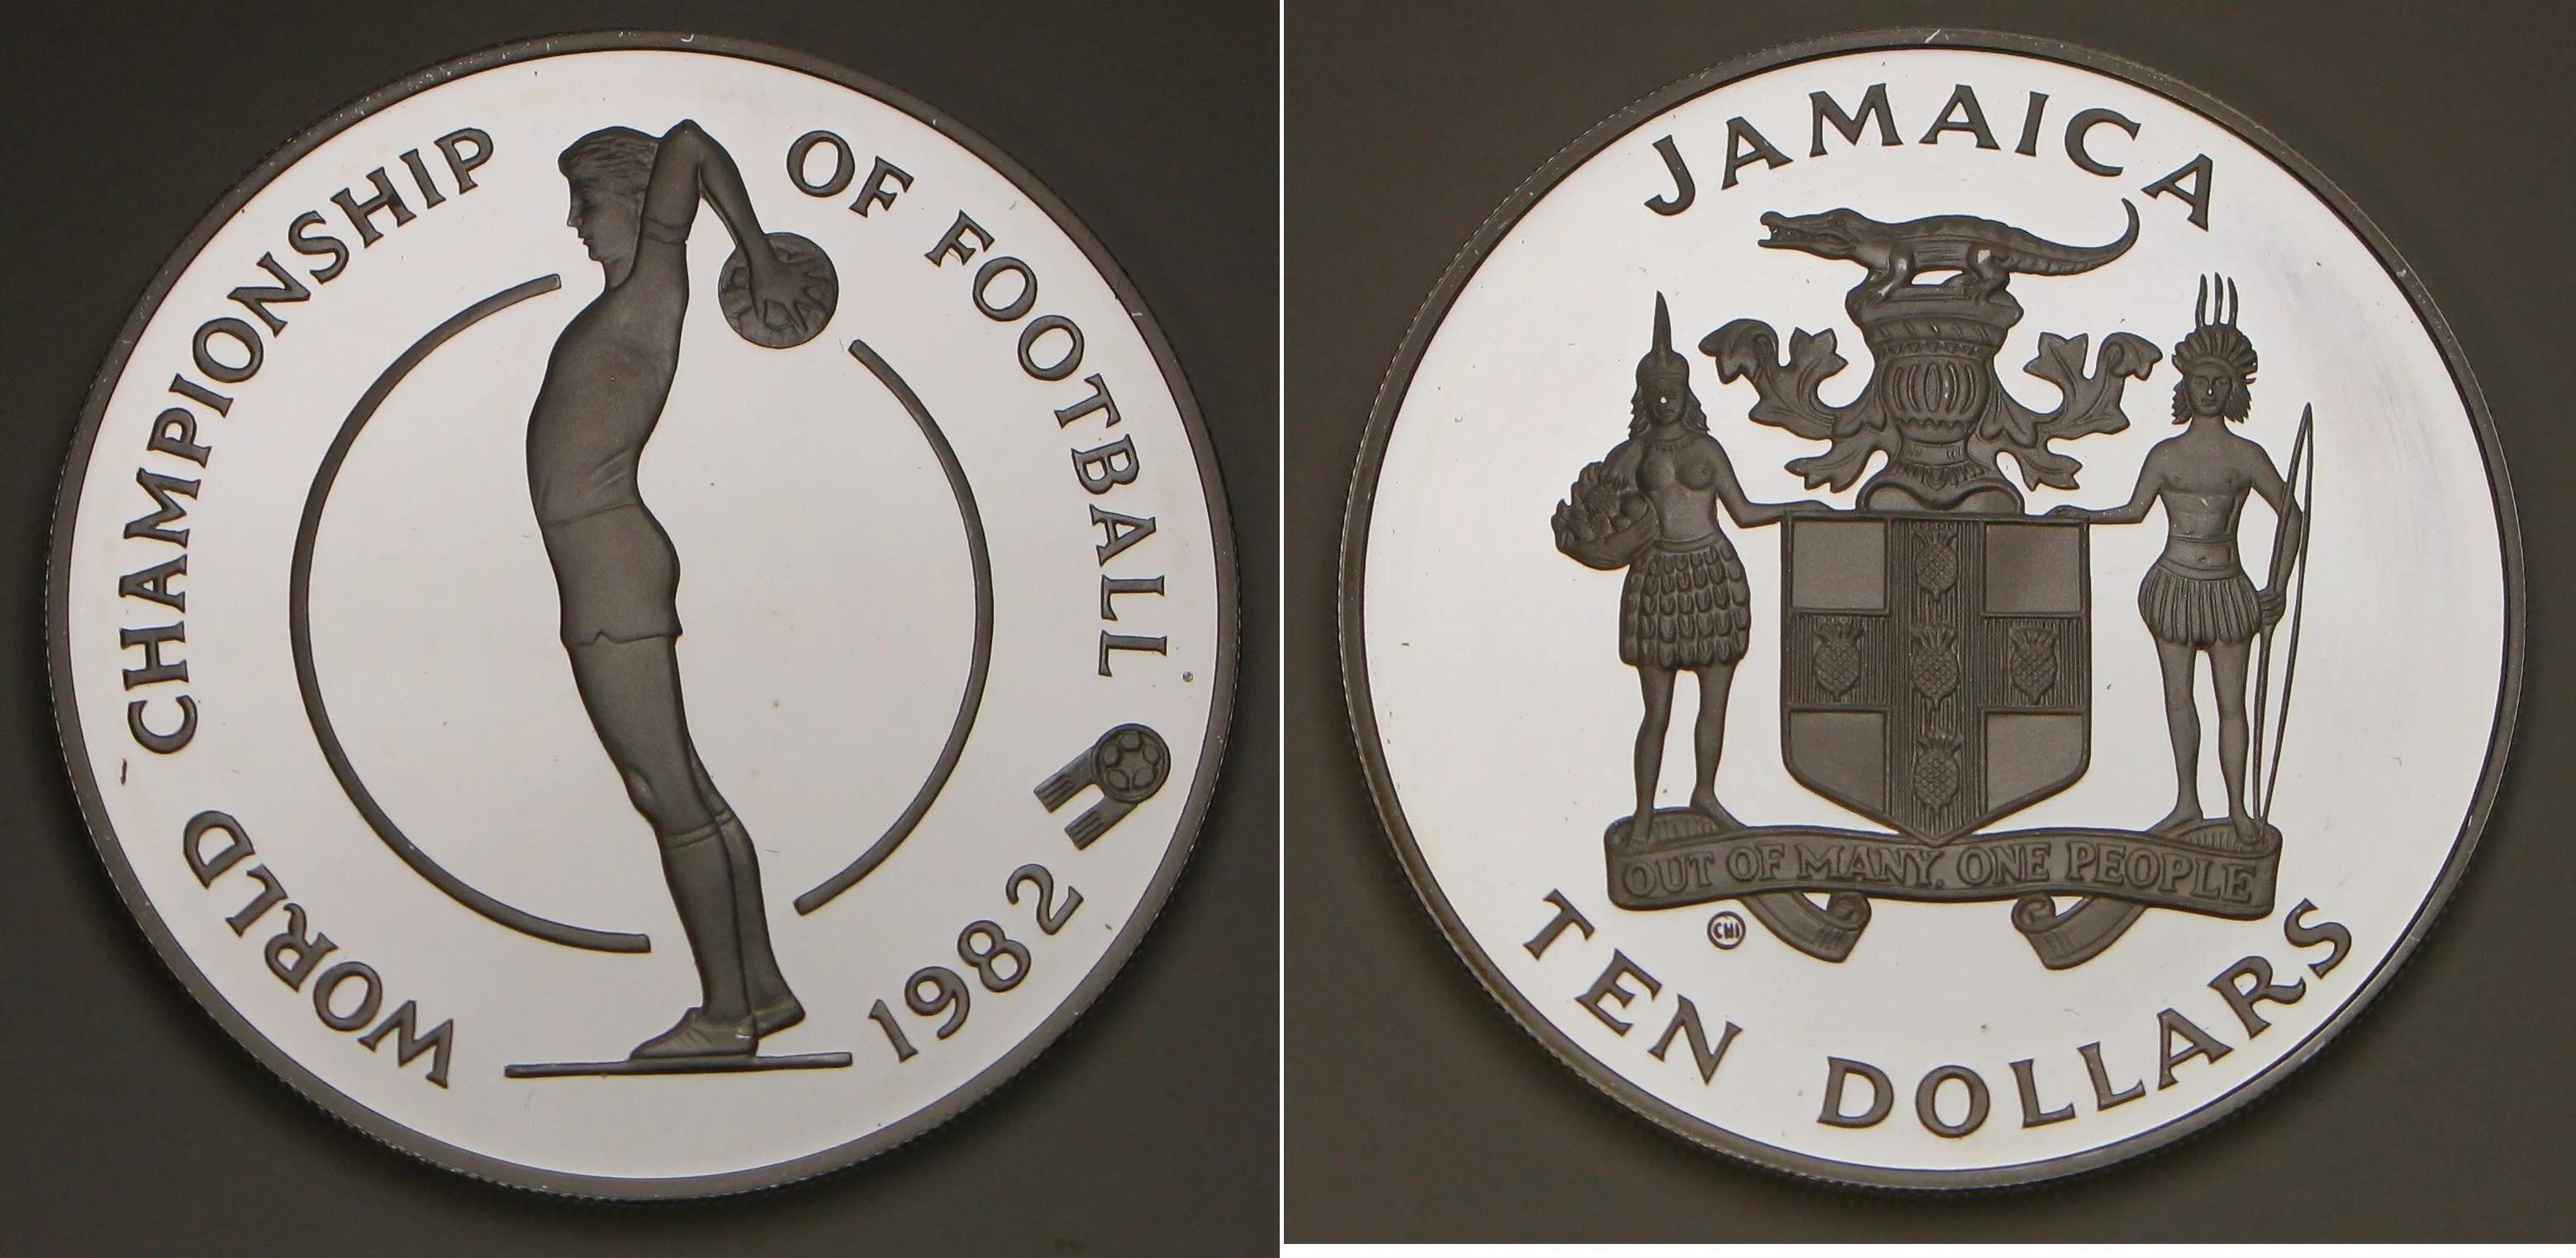 WORLD CHAMPIONSHIP OF FOOTBALL
1982
JAMAICA
OUT OF MANY, ONE PEOPLE
CHI
TEN DOLLARS